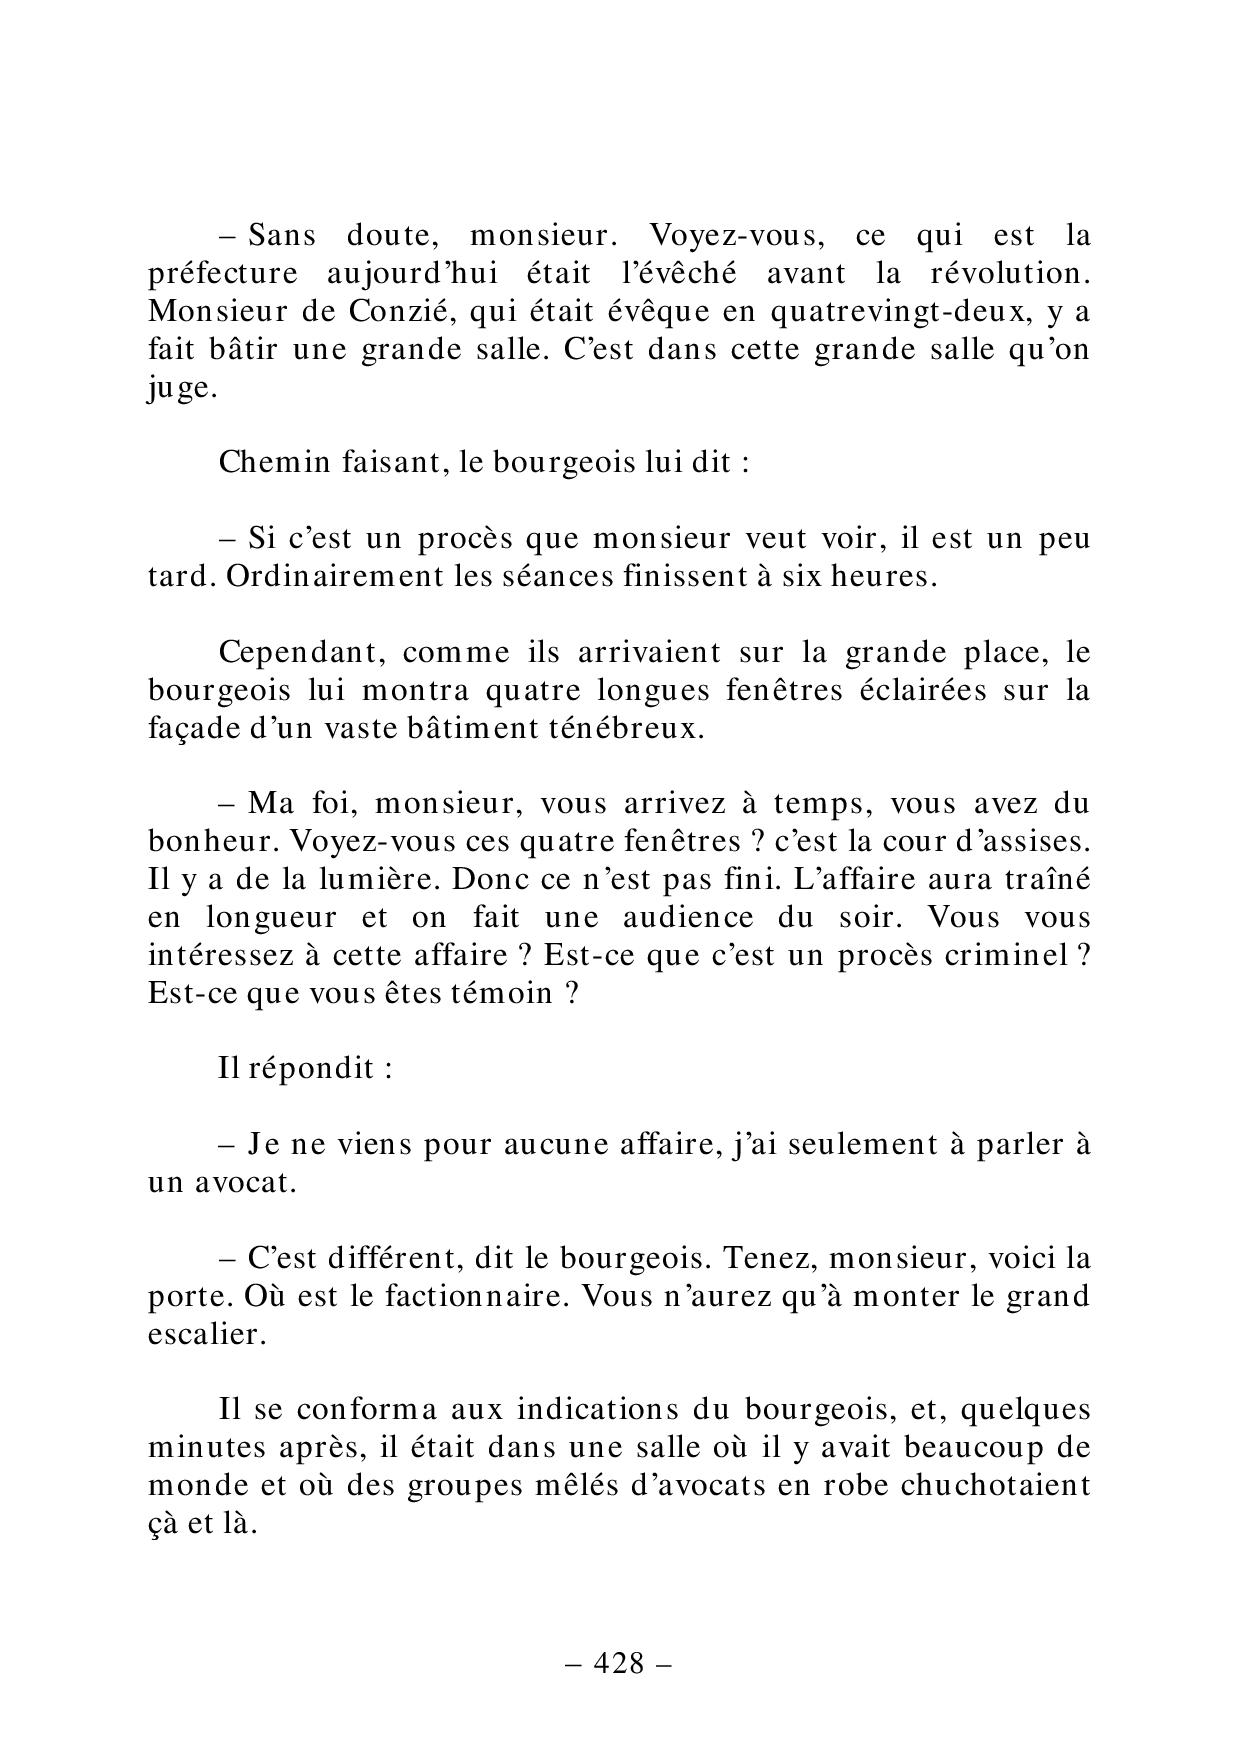 – Sans doute, monsieur. Voyez-vous, ce qui est la
préfecture aujourd’hui était l’évêché avant la révolution.
Monsieur de Conzié, qui était évêque en quatrevingt-deux, y a
fait bâtir une grande salle. C’est dans cette grande salle qu’on
juge.
Chemin faisant, le bourgeois lui dit :
– Si c’est un procès que monsieur veut voir, il est un peu
tard. Ordinairement les séances finissent à six heures.
Cependant, comme ils arrivaient sur la grande place, le
bourgeois lui montra quatre longues fenêtres éclairées sur la
façade d’un vaste bâtiment ténébreux.
– Ma foi, monsieur, vous arrivez à temps, vous avez du
bonheur. Voyez-vous ces quatre fenêtres ? c’est la cour d’assises.
Il y a de la lumière. Donc ce n’est pas fini. L’affaire aura traîné
en longueur et on fait une audience du soir. Vous vous
intéressez à cette affaire ? Est-ce que c’est un procès criminel ?
Est-ce que vous êtes témoin ?
Il répondit :
– Je ne viens pour aucune affaire, j’ai seulement à parler à
un avocat.
– C’est différent, dit le bourgeois. Tenez, monsieur, voici la
porte. Où est le factionnaire. Vous n’aurez qu’à monter le grand
escalier.
Il se conforma aux indications du bourgeois, et, quelques
minutes après, il était dans une salle où il y avait beaucoup de
monde et où des groupes mêlés d’avocats en robe chuchotaient
çà et là.
– 428 –